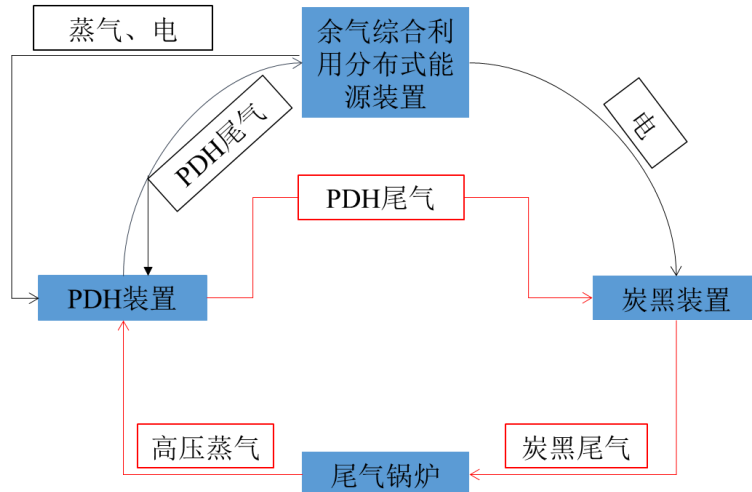 蒸气、电
余气综合利
用分布式能
源装置
PDH尾气
电
PDH尾气
PDH装置
炭黑装置
高压蒸气
炭黑尾气
尾气锅炉